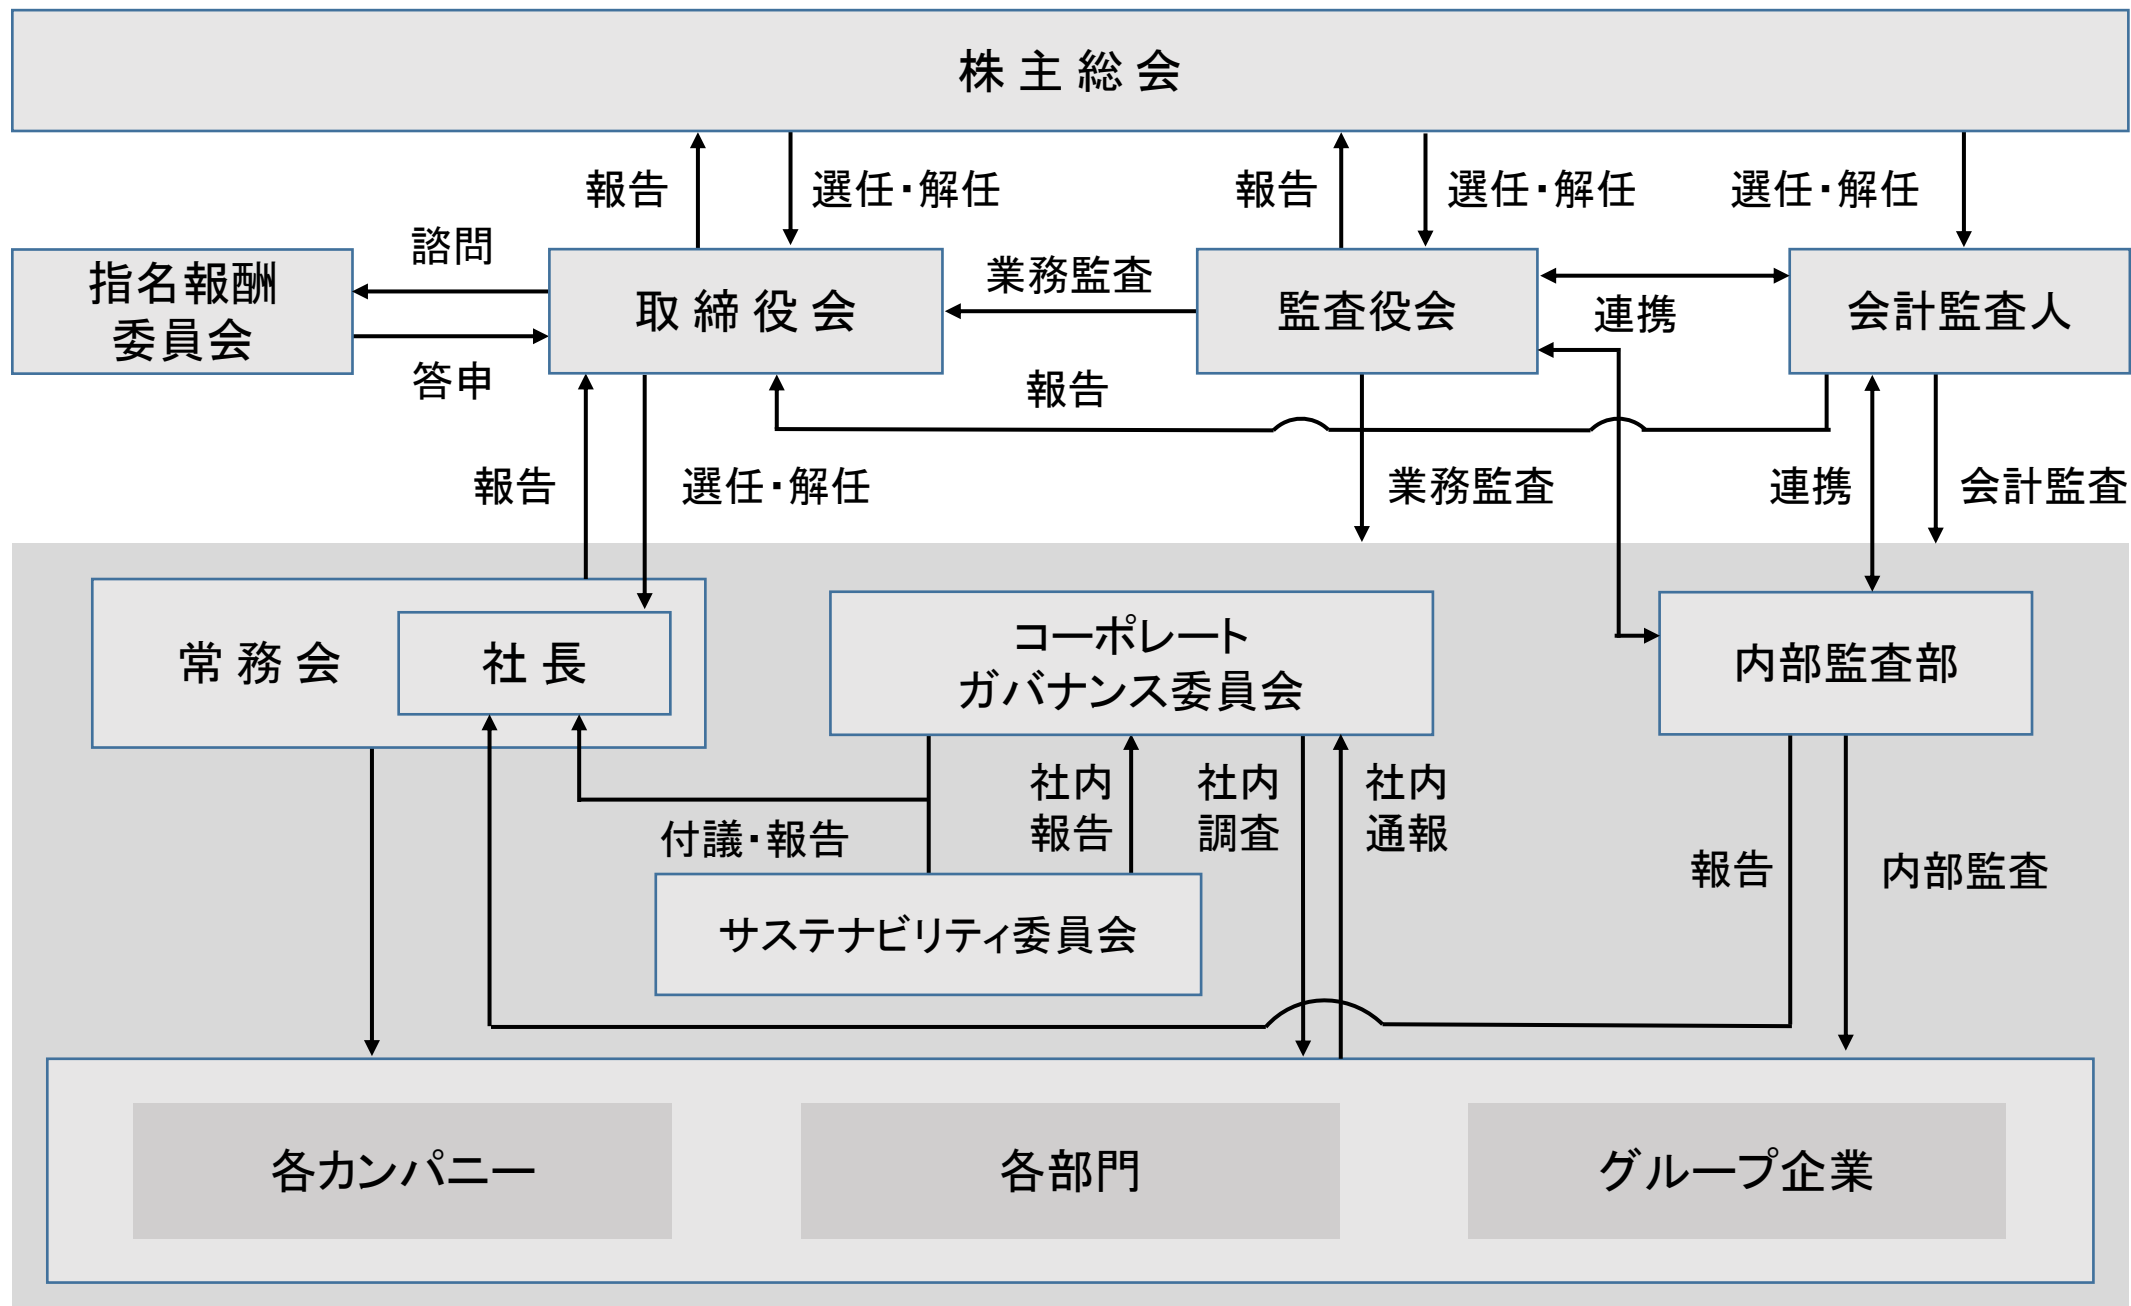 株主総会
報告
選任・解任
報告
選任・解任
選任・解任
諮問
指名報酬
委員会
答申
取締役会
業務監査
監査役会
連携
会計監査人
報告
報告
選任・解任
業務監査
連携
会計監査
常務会
社長
コーポレート
ガバナンス委員会
内部監査部
社内
報告
社内
調査
社内
通報
付議・報告
報告
内部監査
サステナビリティ委員会
各カンパニー
各部門
グループ企業